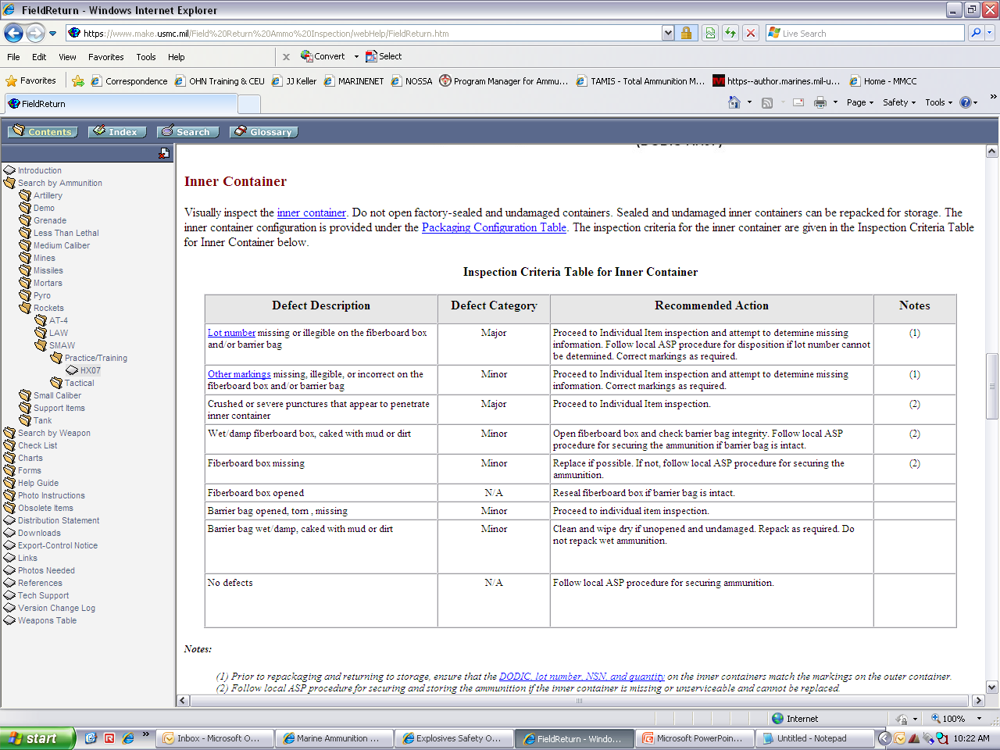 FieldReturn - Windows Internet Explorer
https://www.make.usmc.mil/Field%20Return%20Ammo%20Inspection/webHelp/FieldReturn.htm
Live Search
File Edit View Favorites Tools Help
x Convert Select
Favorites Correspondence OHN Training & CEU JJ Keller MARINENET NOSSA Program Manager for Ammu... TAMIS - Total Ammunition M... https--author.marines.mil-u... Home - MMCC
FieldReturn
Page Safety Tools
Contents Index Search Glossary
Introduction
Search by Ammunition
Artillery
Demo
Grenade
Less Than Lethal
Medium Caliber
Mines
Missiles
Mortars
Pyro
Rockets
AT-4
LAW
SMAW
Practice/Training
HX07
Tactical
Small Caliber
Support Items
Tank
Search by Weapon
Check List
Charts
Forms
Help Guide
Photo Instructions
Obsolete Items
Distribution Statement
Downloads
Export-Control Notice
Links
Photos Needed
References
Tech Support
Version Change Log
Weapons Table
Inner Container
Visually inspect the inner container. Do not open factory-sealed and undamaged containers. Sealed and undamaged inner containers can be repacked for storage. The
inner container configuration is provided under the Packaging Configuration Table. The inspection criteria for the inner container are given in the Inspection Criteria Table
for Inner Container below.
Inspection Criteria Table for Inner Container
Defect Description Defect Category Recommended Action Notes
Lot number missing or illegible on the fiberboard box Major Proceed to Individual Item inspection and attempt to determine missing (1)
and/or barrier bag information. Follow local ASP procedure for disposition if lot number cannot
be determined. Correct markings as required.
Other markings missing, illegible, or incorrect on the Minor Proceed to Individual Item inspection and attempt to determine missing (1)
fiberboard box and/or barrier bag information. Correct markings as required.
Crushed or severe punctures that appear to penetrate Major Proceed to Individual Item inspection. (2)
inner container
Wet/damp fiberboard box, caked with mud or dirt Minor Open fiberboard box and check barrier bag integrity. Follow local ASP (2)
procedure for securing the ammunition if barrier bag is intact.
Fiberboard box missing Minor Replace if possible. If not, follow local ASP procedure for securing the (2)
ammunition.
Fiberboard box opened N/A Reseal fiberboard box if barrier bag is intact.
Barrier bag opened, torn , missing Minor Proceed to individual item inspection.
Barrier bag wet/damp, caked with mud or dirt Minor Clean and wipe dry if unopened and undamaged. Repack as required. Do
not repack wet ammunition.
No defects N/A Follow local ASP procedure for securing ammunition.
Notes:
(1) Prior to repackaging and returning to storage, ensure that the DODIC, lot number, NSN, and quantity on the inner containers match the markings on the outer container.
(2) Follow local ASP procedure for securing and storing the ammunition if the inner container is missing or unserviceable and cannot be replaced.
Internet 100%
start Inbox - Microsoft O... Marine Ammunition ... Explosives Safety O... FieldReturn - Windo... Microsoft PowerPoin... Untitled - Notepad 10:22 AM